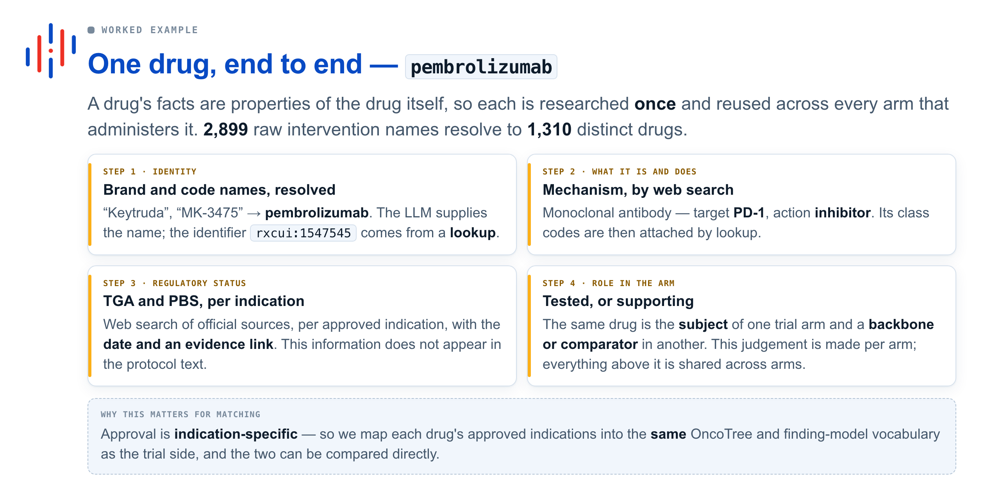 WORKED EXAMPLE
One drug, end to end — pembrolizumab
A drug's facts are properties of the drug itself, so each is researched once and reused across every arm that
administers it. 2,899 raw intervention names resolve to 1,310 distinct drugs.
STEP 1 · IDENTITY
Brand and code names, resolved
“Keytruda”, “MK-3475” → pembrolizumab. The LLM supplies
the name; the identifier rxcui:1547545 comes from a lookup.
STEP 2 · WHAT IT IS AND DOES
Mechanism, by web search
Monoclonal antibody — target PD-1, action inhibitor. Its class
codes are then attached by lookup.
STEP 3 · REGULATORY STATUS
TGA and PBS, per indication
Web search of official sources, per approved indication, with the
date and an evidence link. This information does not appear in
the protocol text.
STEP 4 · ROLE IN THE ARM
Tested, or supporting
The same drug is the subject of one trial arm and a backbone
or comparator in another. This judgement is made per arm;
everything above it is shared across arms.
WHY THIS MATTERS FOR MATCHING
Approval is indication-specific — so we map each drug's approved indications into the same OncoTree and finding-model vocabulary
as the trial side, and the two can be compared directly.